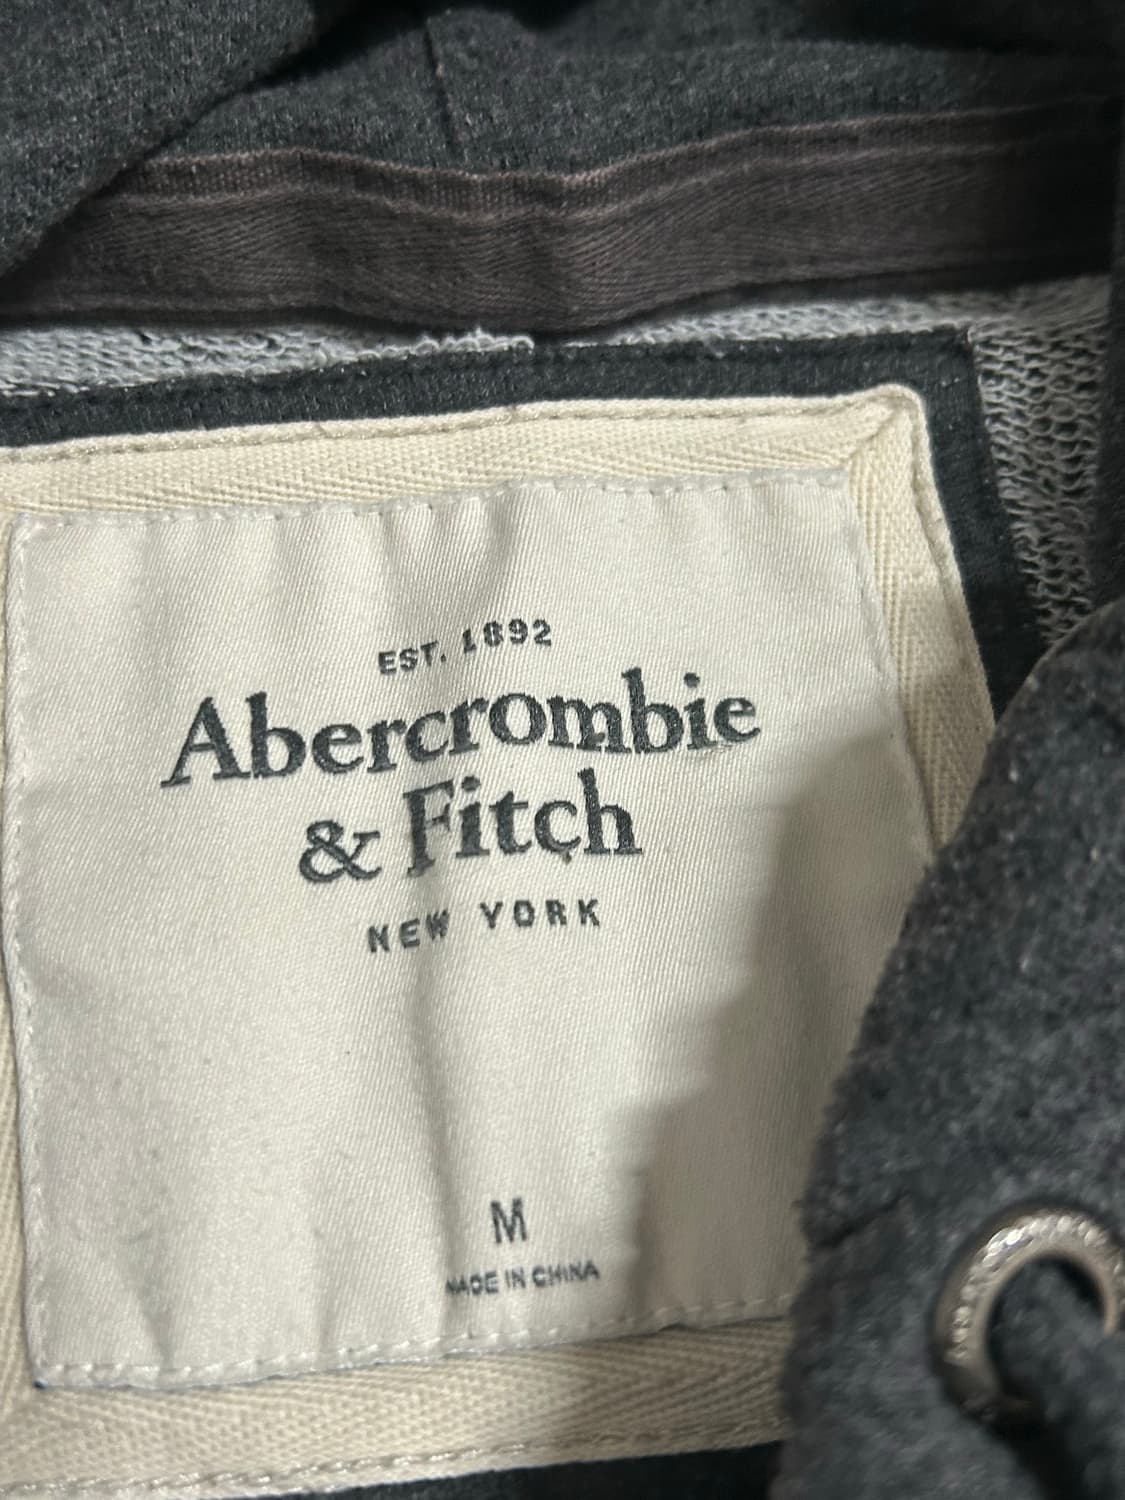 EST. 1892
Abercrombie
& Fitch
NEW YORK
M
MADE IN CHINA